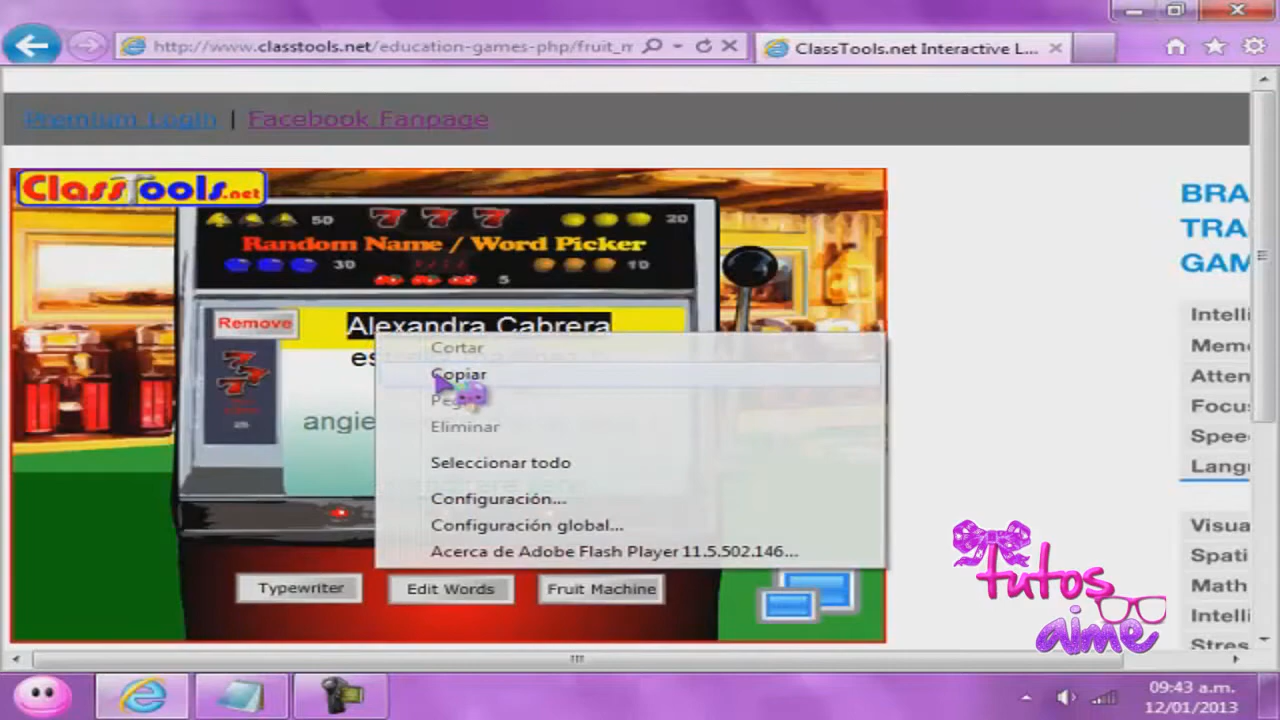 http://www.classtools.net/education-games-php/fruit_m
ClassTools.net Interactive L...
Premium Login | Facebook Fanpage
ClassTools.net
50
20
Random Name / Word Picker
30
10
5
Remove
Alexandra Cabrera
angie
25
Cortar
Copiar
Eliminar
Seleccionar todo
Configuración...
Configuración global...
Acerca de Adobe Flash Player 11.5.502.146...
Typewriter
Edit Words
Fruit Machine
BRA
TRA
GAM
Intelli
Memo
Atten
Focus
Speed
Langu
Visua
Spati
Math
Intelli
Stres
tutos
aime
09:43 a.m.
12/01/2013